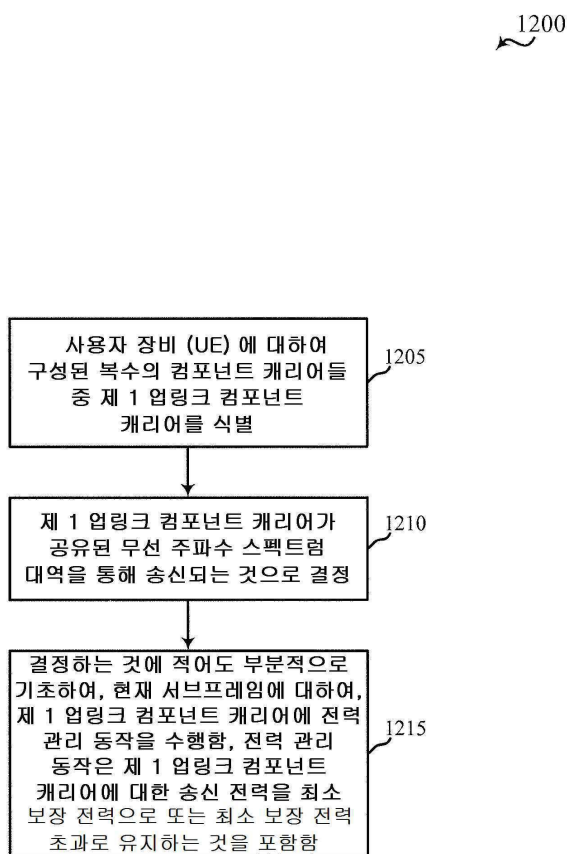 1200
사용자 장비 (UE) 에 대하여
구성된 복수의 컴포넌트 캐리어들
중 제 1 업링크 컴포넌트
캐리어를 식별
1205
제 1 업링크 컴포넌트 캐리어가
공유된 무선 주파수 스펙트럼
대역을 통해 송신되는 것으로 결정
1210
결정하는 것에 적어도 부분적으로
기초하여, 현재 서브프레임에 대하여,
제 1 업링크 컴포넌트 캐리어에 전력
관리 동작을 수행함, 전력 관리
동작은 제 1 업링크 컴포넌트
캐리어에 대한 송신 전력을 최소
보장 전력으로 또는 최소 보장 전력
초과로 유지하는 것을 포함함
1215